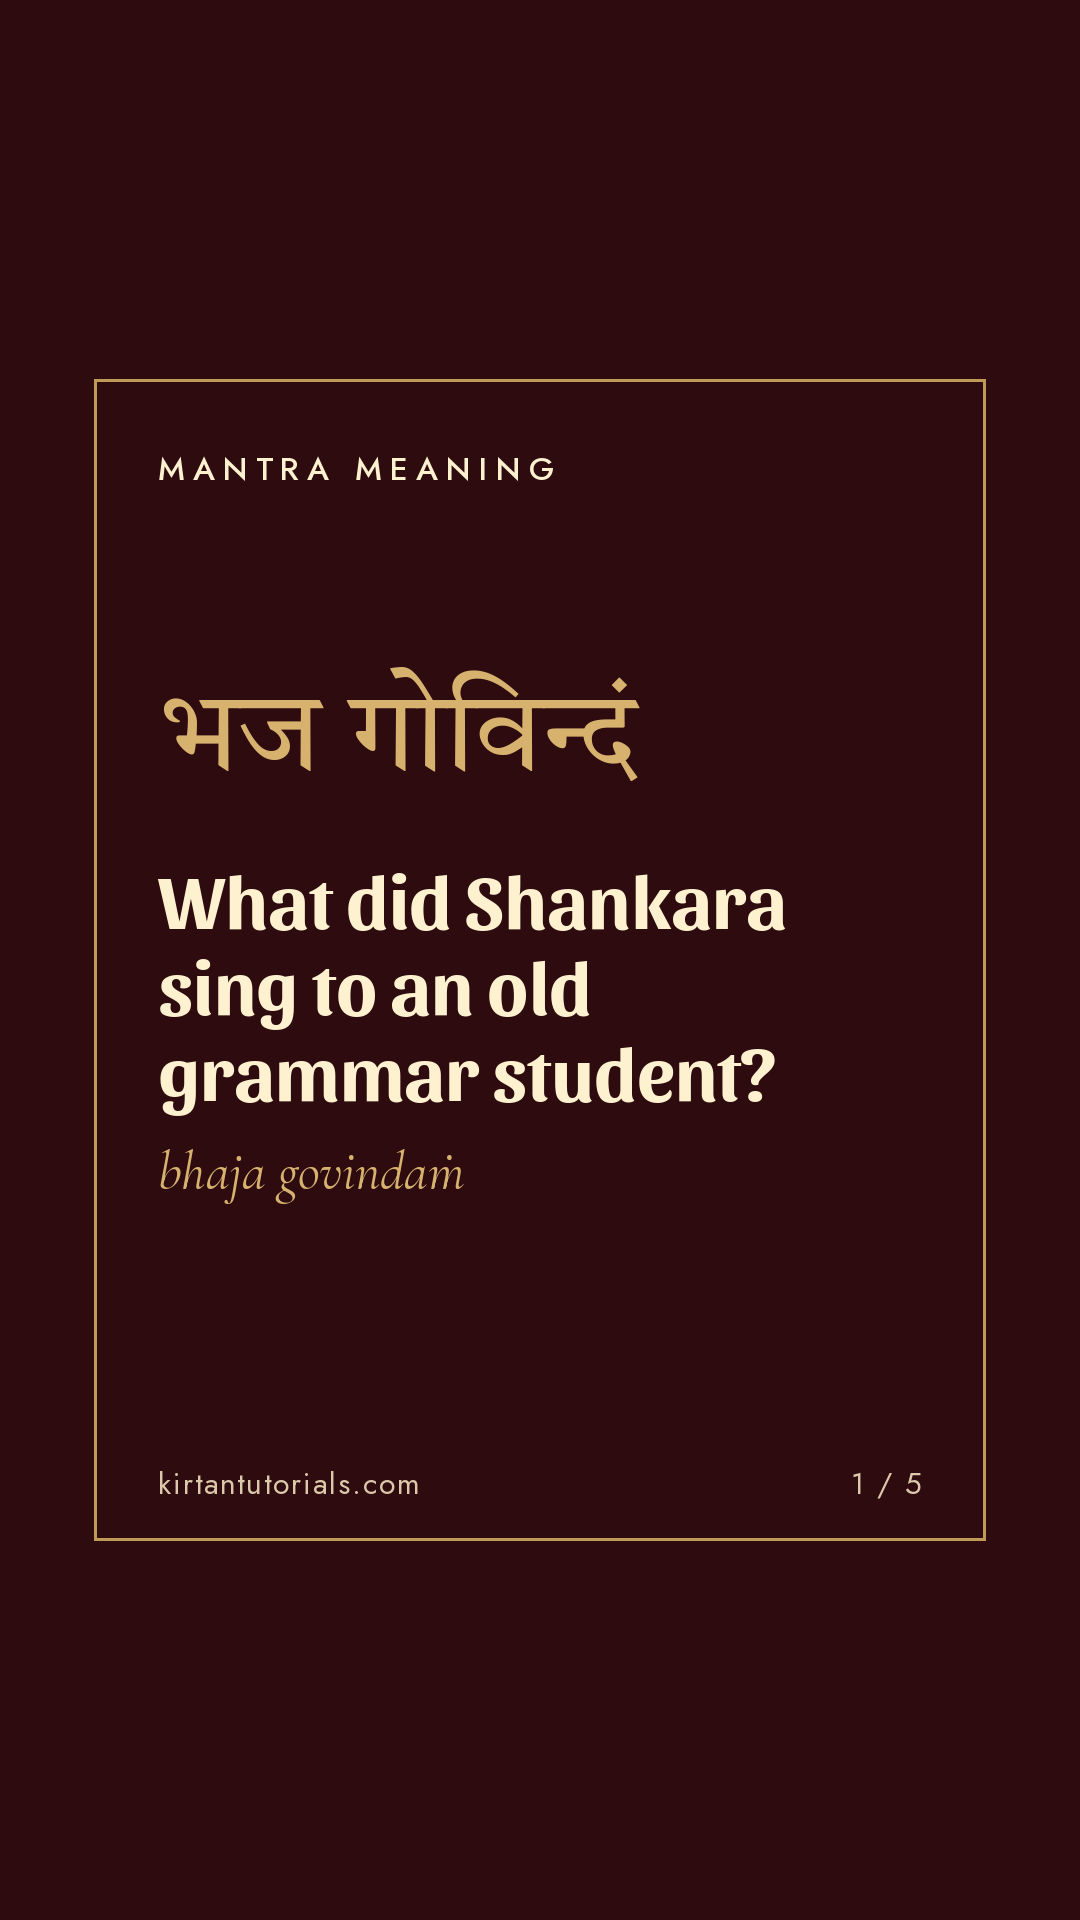 MANTRA MEANING
भज गोविन्दं
What did Shankara
sing to an old
grammar student?
bhaja govindaṁ
kirtantutorials.com
1 / 5